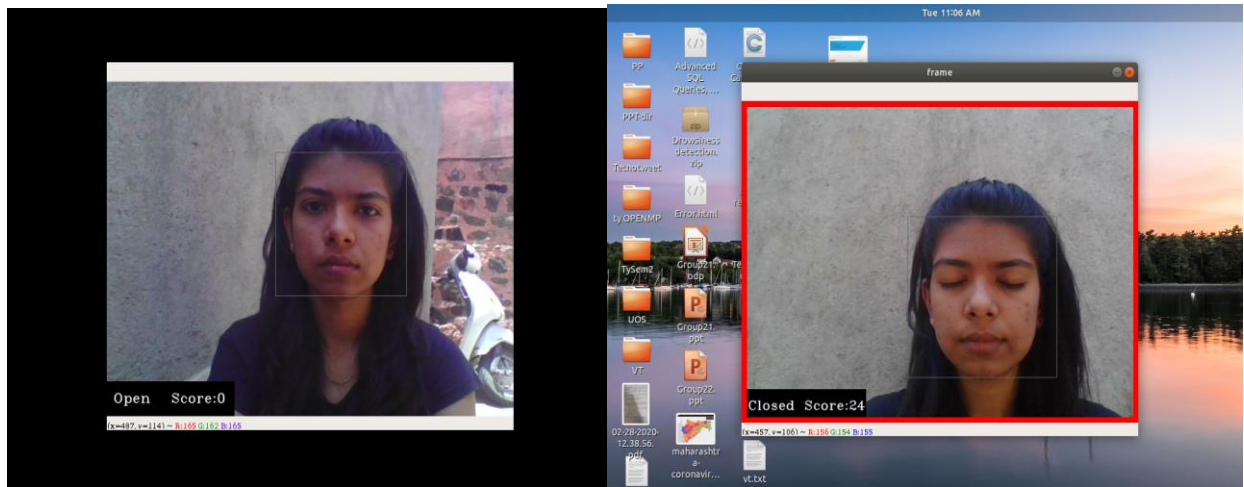 Open Score:0
(x=487, y=114) ~ R:165 G:162 B:165
Tue 11:06 AM
PP
Advanced
SQL
Queries, ...
PPT-dir
Drowsiness
detection.
zip
Tecnotweet
ty OPENMP
Error.html
TySem2
Group21.
odp
UOS
Group21.
ppt
VT
Group22.
ppt
02-28-2020-
12.38.56.
pdf
maharashtr
a-
coronavir...
vt.txt
frame
Closed Score:24
(x=457, y=106) ~ R:156 G:154 B:155